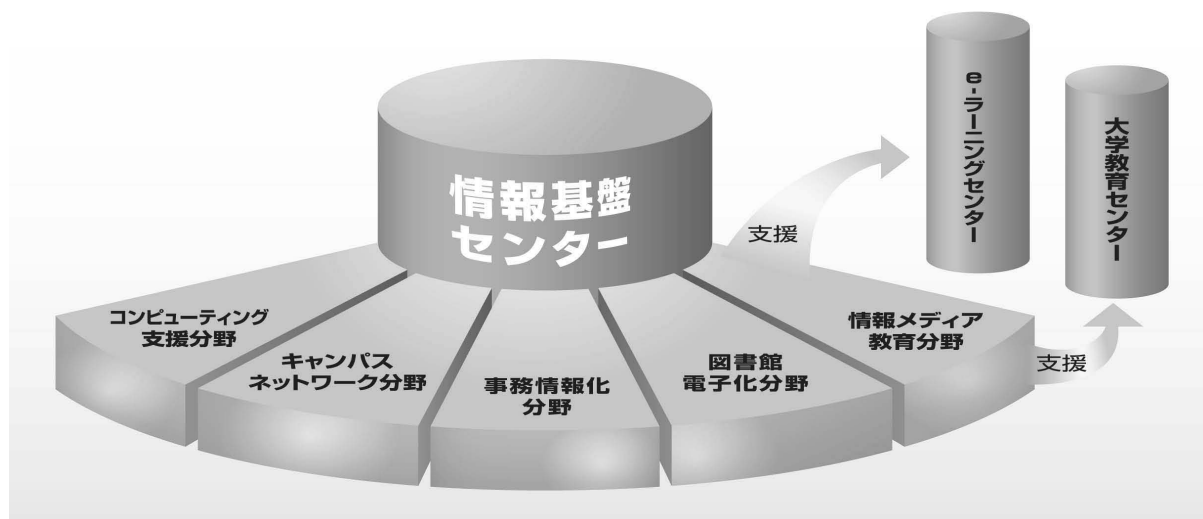 情報基盤
センター
コンピューティング
支援分野
キャンパス
ネットワーク分野
事務情報化
分野
図書館
電子化分野
情報メディア
教育分野
支援
e-ラーニングセンター
支援
大学教育センター